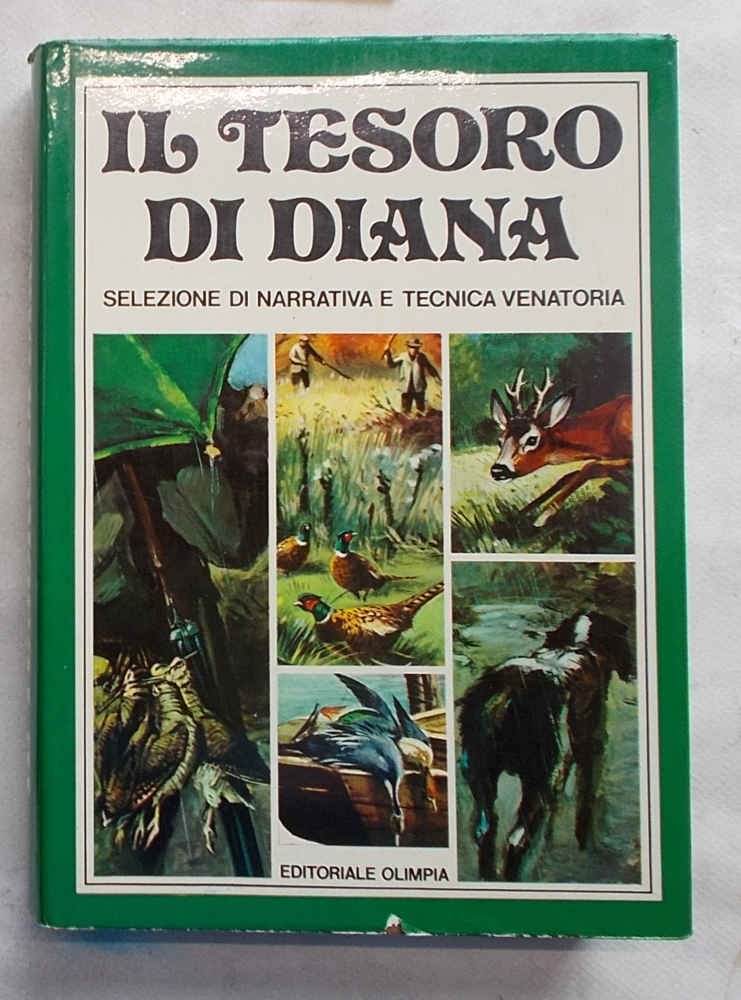 IL TESORO
DI DIANA
SELEZIONE DI NARRATIVA E TECNICA VENATORIA
EDITORIALE OLIMPIA